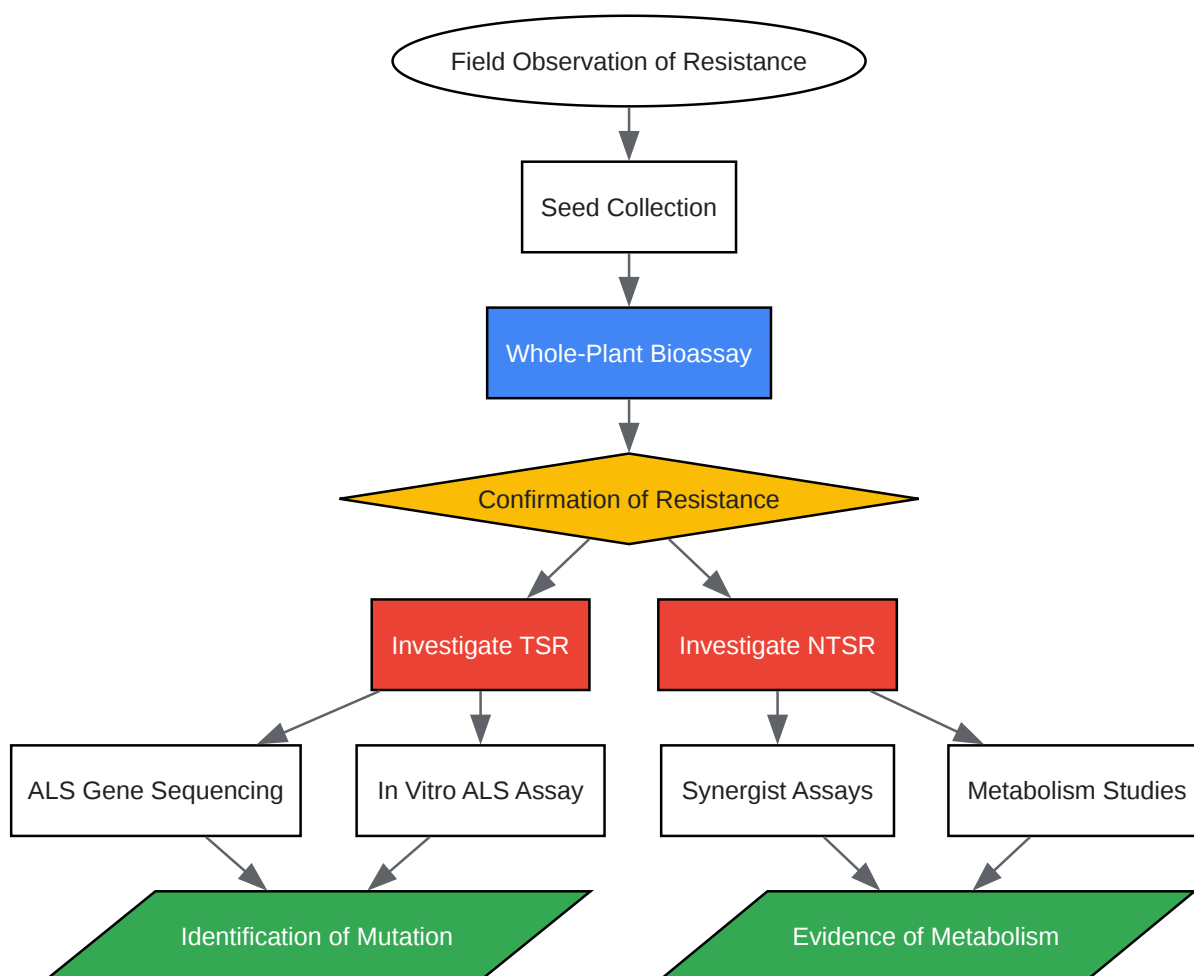 Field Observation of Resistance
Seed Collection
Whole-Plant Bioassay
Confirmation of Resistance
Investigate TSR
Investigate NTSR
ALS Gene Sequencing
In Vitro ALS Assay
Synergist Assays
Metabolism Studies
Identification of Mutation
Evidence of Metabolism